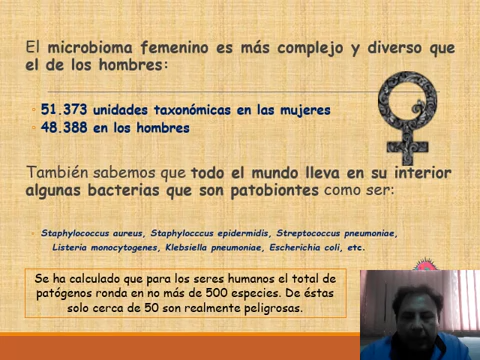 El microbioma femenino es más complejo y diverso que
el de los hombres:
51.373 unidades taxonómicas en las mujeres
48.388 en los hombres
También sabemos que todo el mundo lleva en su interior
algunas bacterias que son patobiontes como ser:
Staphylococcus aureus, Staphylocccus epidermidis, Streptococcus pneumoniae,
Listeria monocytogenes, Klebsiella pneumoniae, Escherichia coli, etc.
Se ha calculado que para los seres humanos el total de
patógenos ronda en no más de 500 especies. De éstas
solo cerca de 50 son realmente peligrosas.